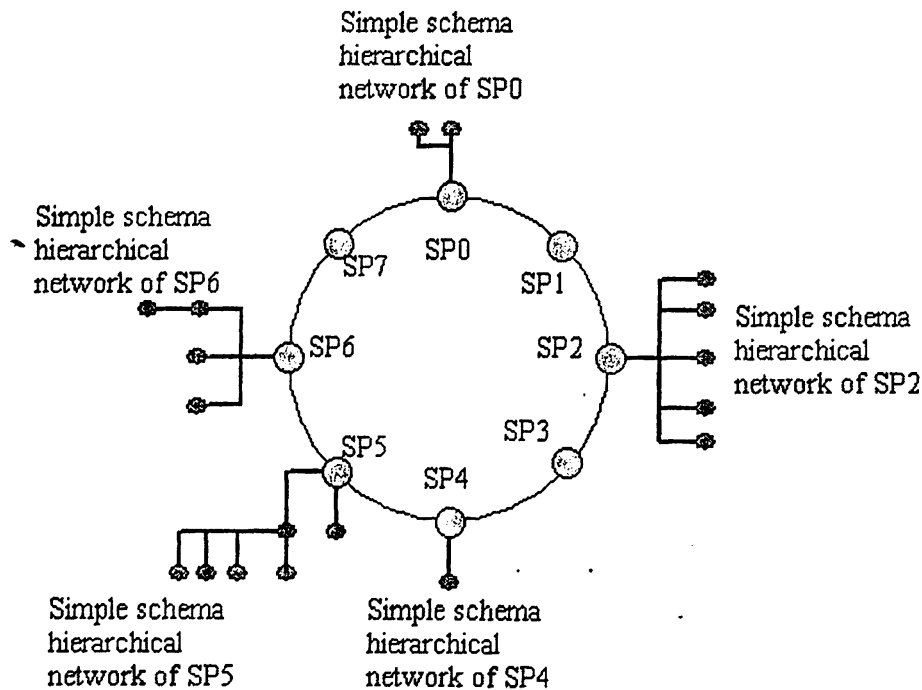 Simple schema
hierarchical
network of SP0
Simple schema
hierarchical
network of SP6
SP7
SP0
SP1
SP6
SP2
Simple schema
hierarchical
network of SP2
SP5
SP4
SP3
Simple schema
hierarchical
network of SP5
Simple schema
hierarchical
network of SP4